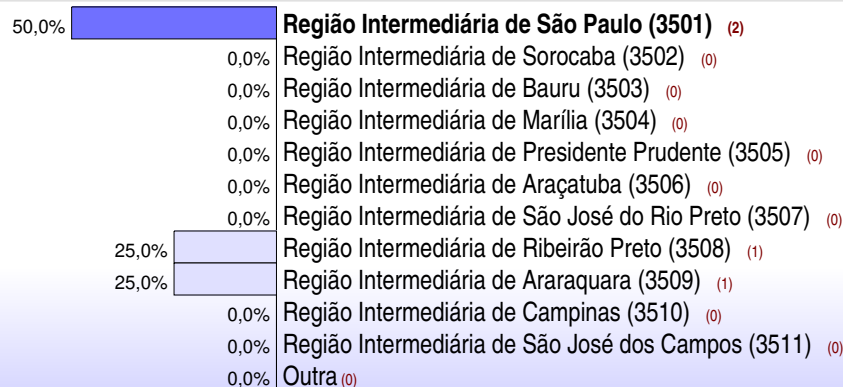 50,0% Região Intermediária de São Paulo (3501) (2)
0,0% Região Intermediária de Sorocaba (3502) (0)
0,0% Região Intermediária de Bauru (3503) (0)
0,0% Região Intermediária de Marília (3504) (0)
0,0% Região Intermediária de Presidente Prudente (3505) (0)
0,0% Região Intermediária de Araçatuba (3506) (0)
0,0% Região Intermediária de São José do Rio Preto (3507) (0)
25,0% Região Intermediária de Ribeirão Preto (3508) (1)
25,0% Região Intermediária de Araraquara (3509) (1)
0,0% Região Intermediária de Campinas (3510) (0)
0,0% Região Intermediária de São José dos Campos (3511) (0)
0,0% Outra (0)